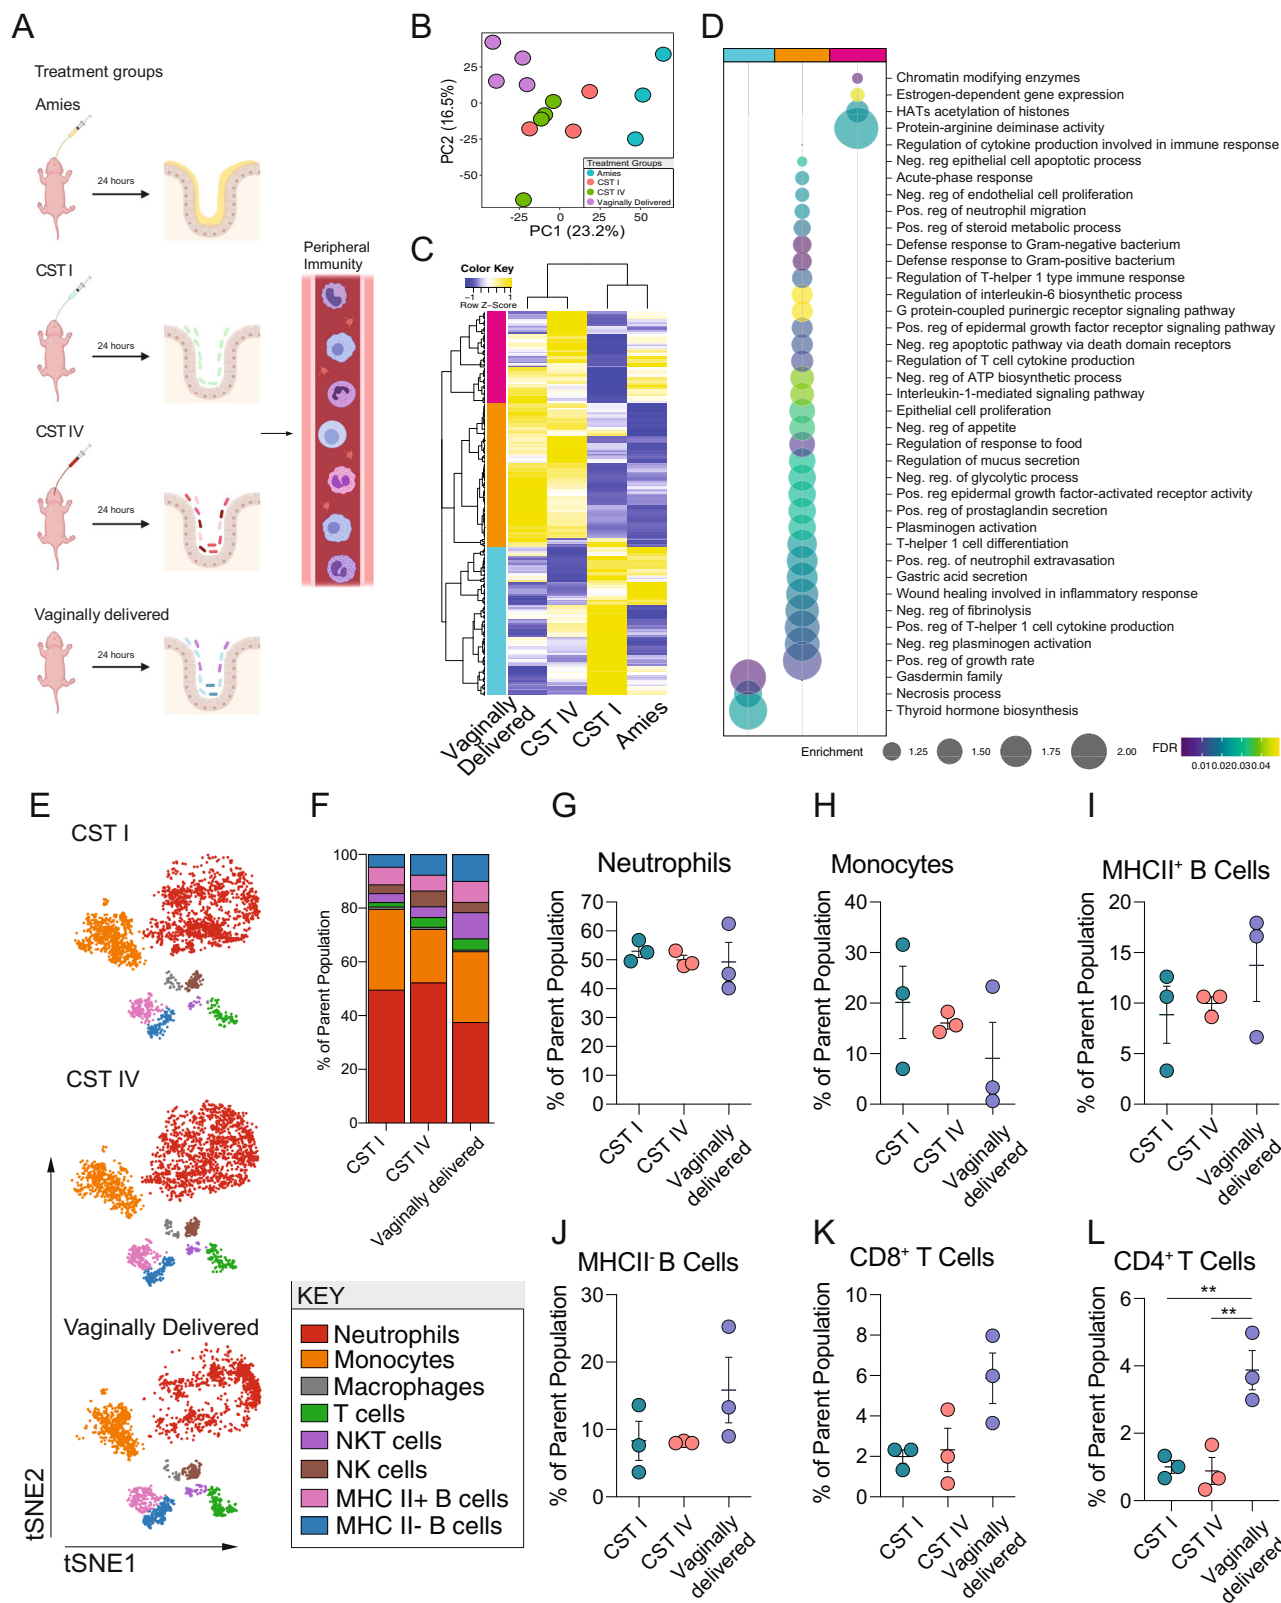 A
Treatment groups
Amies
24 hours
CST I
24 hours
CST IV
24 hours
Vaginally delivered
24 hours
Peripheral
Immunity
B
PC2 (16.5%)
25
0
-25
-50
-25
0
25
50
PC1 (23.2%)
Treatment Groups
Amies
CST I
CST IV
Vaginally Delivered
C
Color Key
−1
1
Row Z−Score
Vaginally
Delivered
CST IV
CST I
Amies
D
Chromatin modifying enzymes
Estrogen-dependent gene expression
HATs acetylation of histones
Protein-arginine deiminase activity
Regulation of cytokine production involved in immune response
Neg. reg epithelial cell apoptotic process
Acute-phase response
Neg. reg of endothelial cell proliferation
Pos. reg of neutrophil migration
Pos. reg of steroid metabolic process
Defense response to Gram-negative bacterium
Defense response to Gram-positive bacterium
Regulation of T-helper 1 type immune response
Regulation of interleukin-6 biosynthetic process
G protein-coupled purinergic receptor signaling pathway
Pos. reg of epidermal growth factor receptor signaling pathway
Neg. reg apoptotic pathway via death domain receptors
Regulation of T cell cytokine production
Neg. reg of ATP biosynthetic process
Interleukin-1-mediated signaling pathway
Epithelial cell proliferation
Neg. reg of appetite
Regulation of response to food
Regulation of mucus secretion
Neg. reg. of glycolytic process
Pos. reg epidermal growth factor-activated receptor activity
Pos. reg of prostaglandin secretion
Plasminogen activation
T-helper 1 cell differentiation
Pos. reg. of neutrophil extravasation
Gastric acid secretion
Wound healing involved in inflammatory response
Neg. reg of fibrinolysis
Pos. reg of T-helper 1 cell cytokine production
Neg. reg plasminogen activation
Pos. reg of growth rate
Gasdermin family
Necrosis process
Thyroid hormone biosynthesis
Enrichment
1.25
1.50
1.75
2.00
FDR
0.010.020.030.04
E
CST I
CST IV
Vaginally Delivered
tSNE2
tSNE1
F
% of Parent Population
100
80
60
40
20
0
CST I
CST IV
Vaginally delivered
KEY
Neutrophils
Monocytes
Macrophages
T cells
NKT cells
NK cells
MHC II+ B cells
MHC II- B cells
G
Neutrophils
% of Parent Population
70
60
50
40
30
20
10
0
CST I
CST IV
Vaginally
delivered
H
Monocytes
% of Parent Population
40
30
20
10
0
CST I
CST IV
Vaginally
delivered
I
MHCII⁺ B Cells
% of Parent Population
20
15
10
5
0
CST I
CST IV
Vaginally
delivered
J
MHCII⁻ B Cells
% of Parent Population
30
20
10
0
CST I
CST IV
Vaginally
delivered
K
CD8⁺ T Cells
% of Parent Population
10
8
6
4
2
0
CST I
CST IV
Vaginally
delivered
L
CD4⁺ T Cells
% of Parent Population
6
4
2
0
**
**
CST I
CST IV
Vaginally
delivered